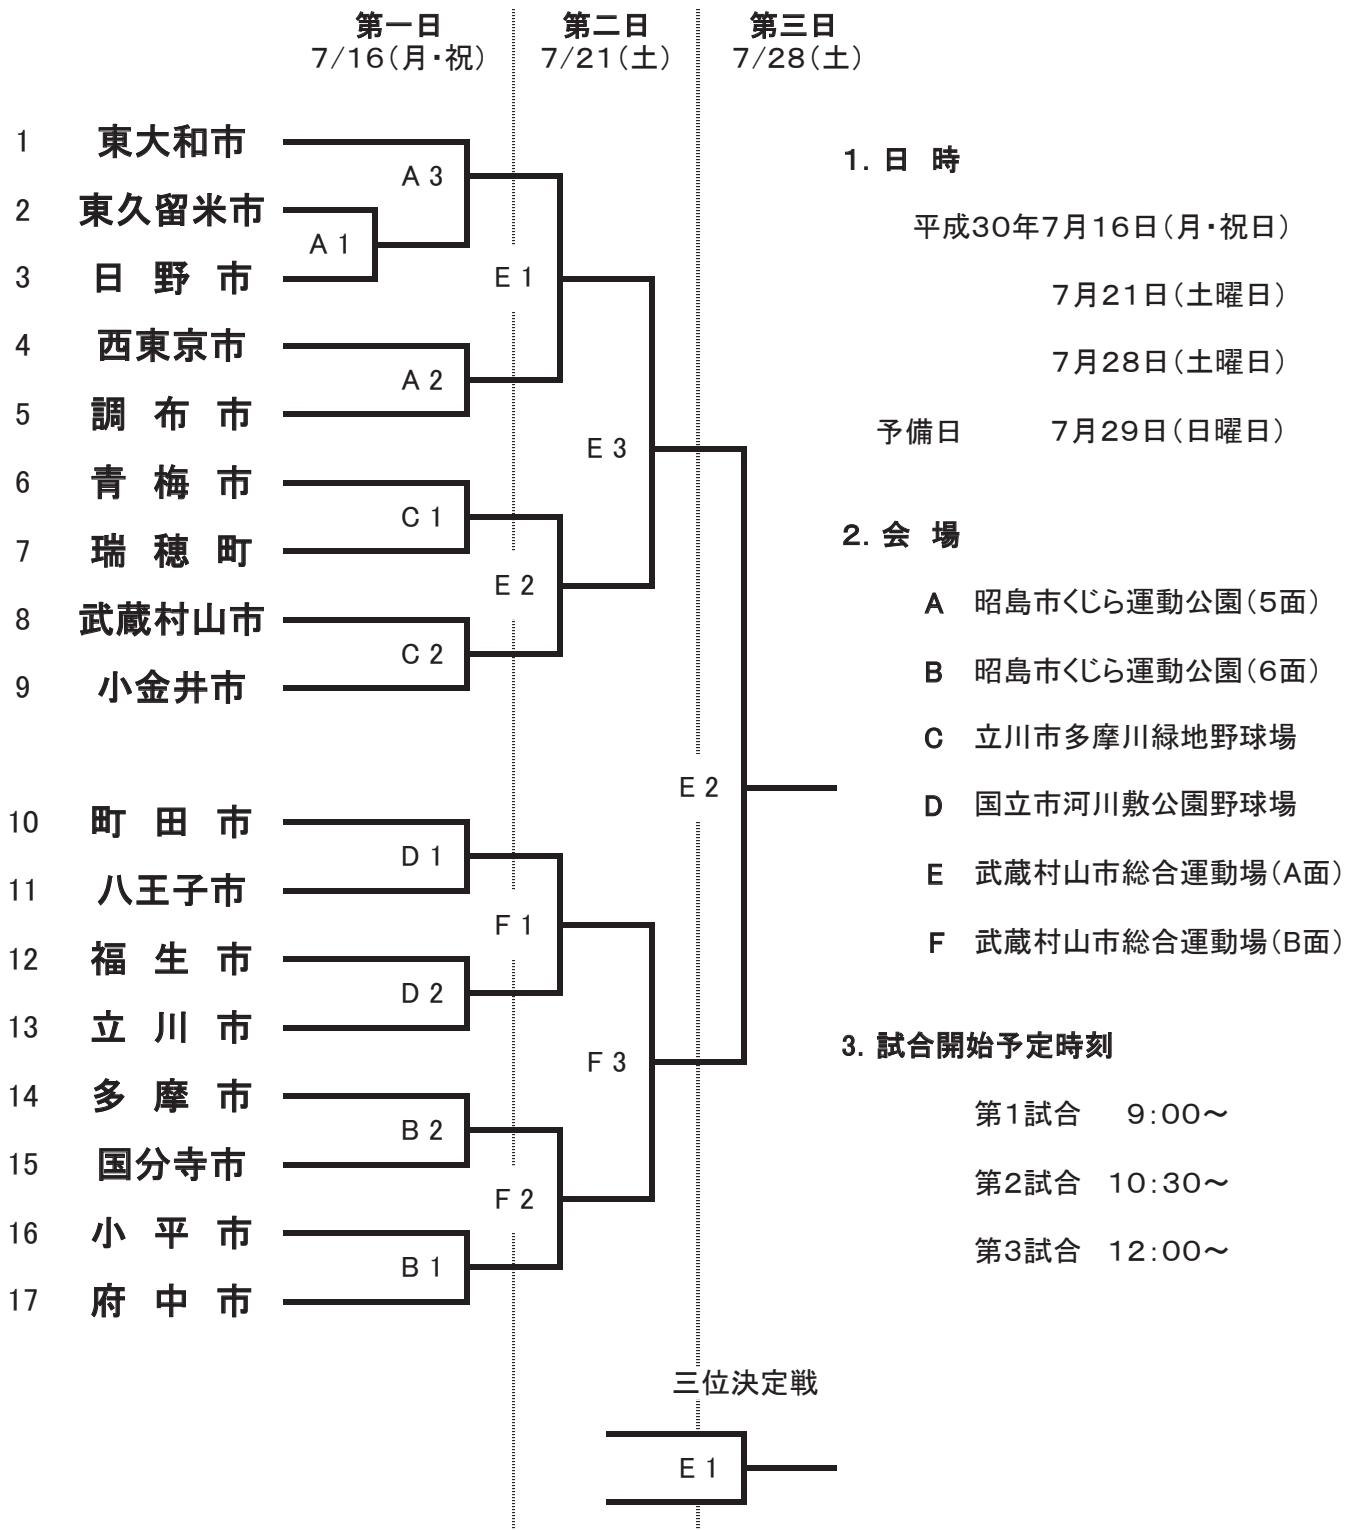 第一日 第二日 第三日
7/16（月・祝） 7/21（土） 7/28（土）
1 東大和市
A 3
2 東久留米市
A 1
3 日野市
E 1
4 西東京市
A 2
5 調布市
E 3
6 青梅市
C 1
7 瑞穂町
E 2
8 武蔵村山市
C 2
9 小金井市
E 2
10 町田市
D 1
11 八王子市
F 1
12 福生市
D 2
13 立川市
F 3
14 多摩市
B 2
15 国分寺市
F 2
16 小平市
B 1
17 府中市
三位決定戦
E 1
1．日 時
平成30年7月16日（月・祝日）
7月21日（土曜日）
7月28日（土曜日）
予備日 7月29日（日曜日）
2．会 場
A 昭島市くじら運動公園（5面）
B 昭島市くじら運動公園（6面）
C 立川市多摩川緑地野球場
D 国立市河川敷公園野球場
E 武蔵村山市総合運動場（A面）
F 武蔵村山市総合運動場（B面）
3．試合開始予定時刻
第1試合 9：00～
第2試合 10：30～
第3試合 12：00～